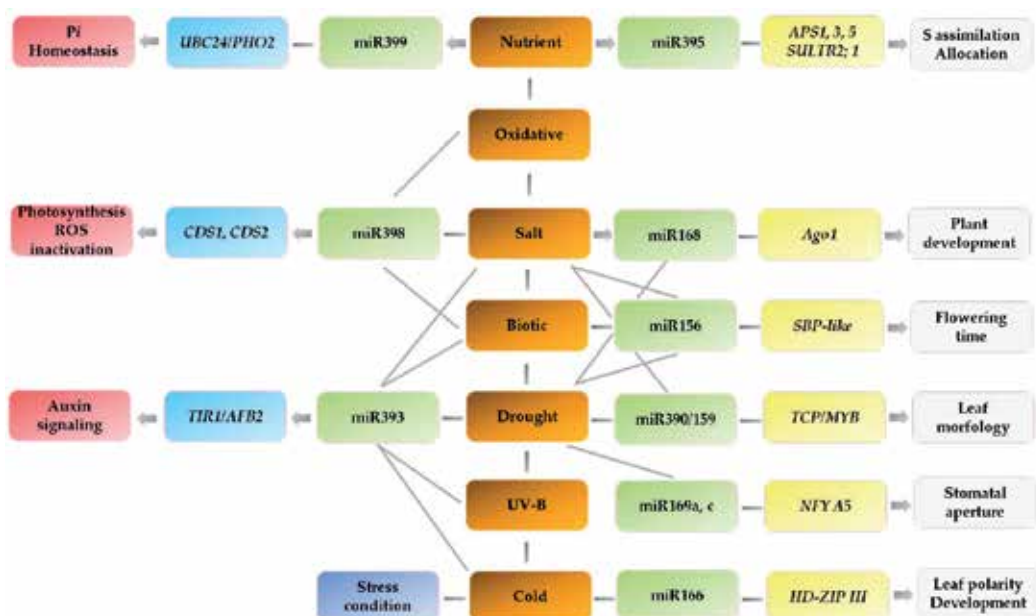 Pi
Homeostasis
UBC24/PHO2
miR399
Nutrient
miR395
APS1, 3, 5
SULTR2; 1
S assimilation
Allocation
Oxidative
Photosynthesis
ROS
inactivation
CDS1, CDS2
miR398
Salt
miR168
Ago1
Plant
development
Biotic
miR156
SBP-like
Flowering
time
Auxin
signaling
TIR1/AFB2
miR393
Drought
miR390/159
TCP/MYB
Leaf
morfology
UV-B
miR169a, c
NFY A5
Stomatal
aperture
Stress
condition
Cold
miR166
HD-ZIP III
Leaf polarity
Development